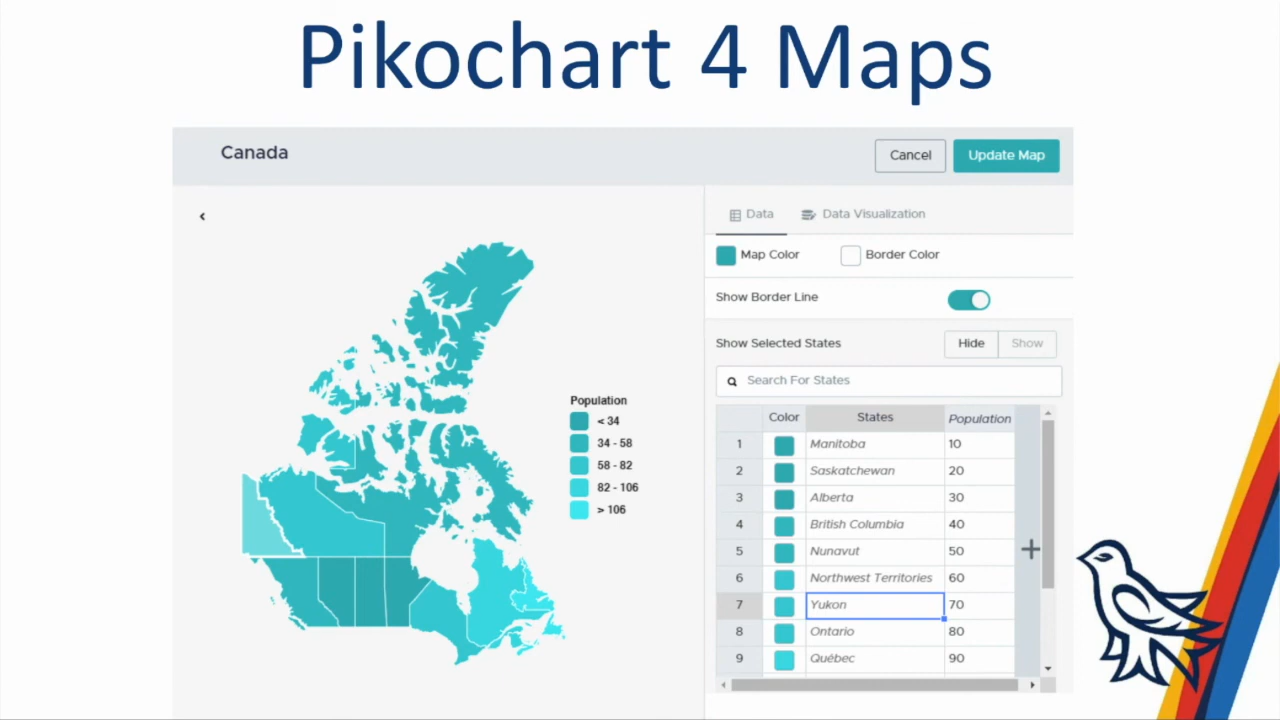 Pikochart 4 Maps
Canada
Cancel
Update Map
Data
Data Visualization
Map Color
Border Color
Show Border Line
Show Selected States
Hide
Show
Search For States
Population
< 34
34 - 58
58 - 82
82 - 106
> 106
Color States Population
1 Manitoba 10
2 Saskatchewan 20
3 Alberta 30
4 British Columbia 40
5 Nunavut 50
6 Northwest Territories 60
7 Yukon 70
8 Ontario 80
9 Québec 90